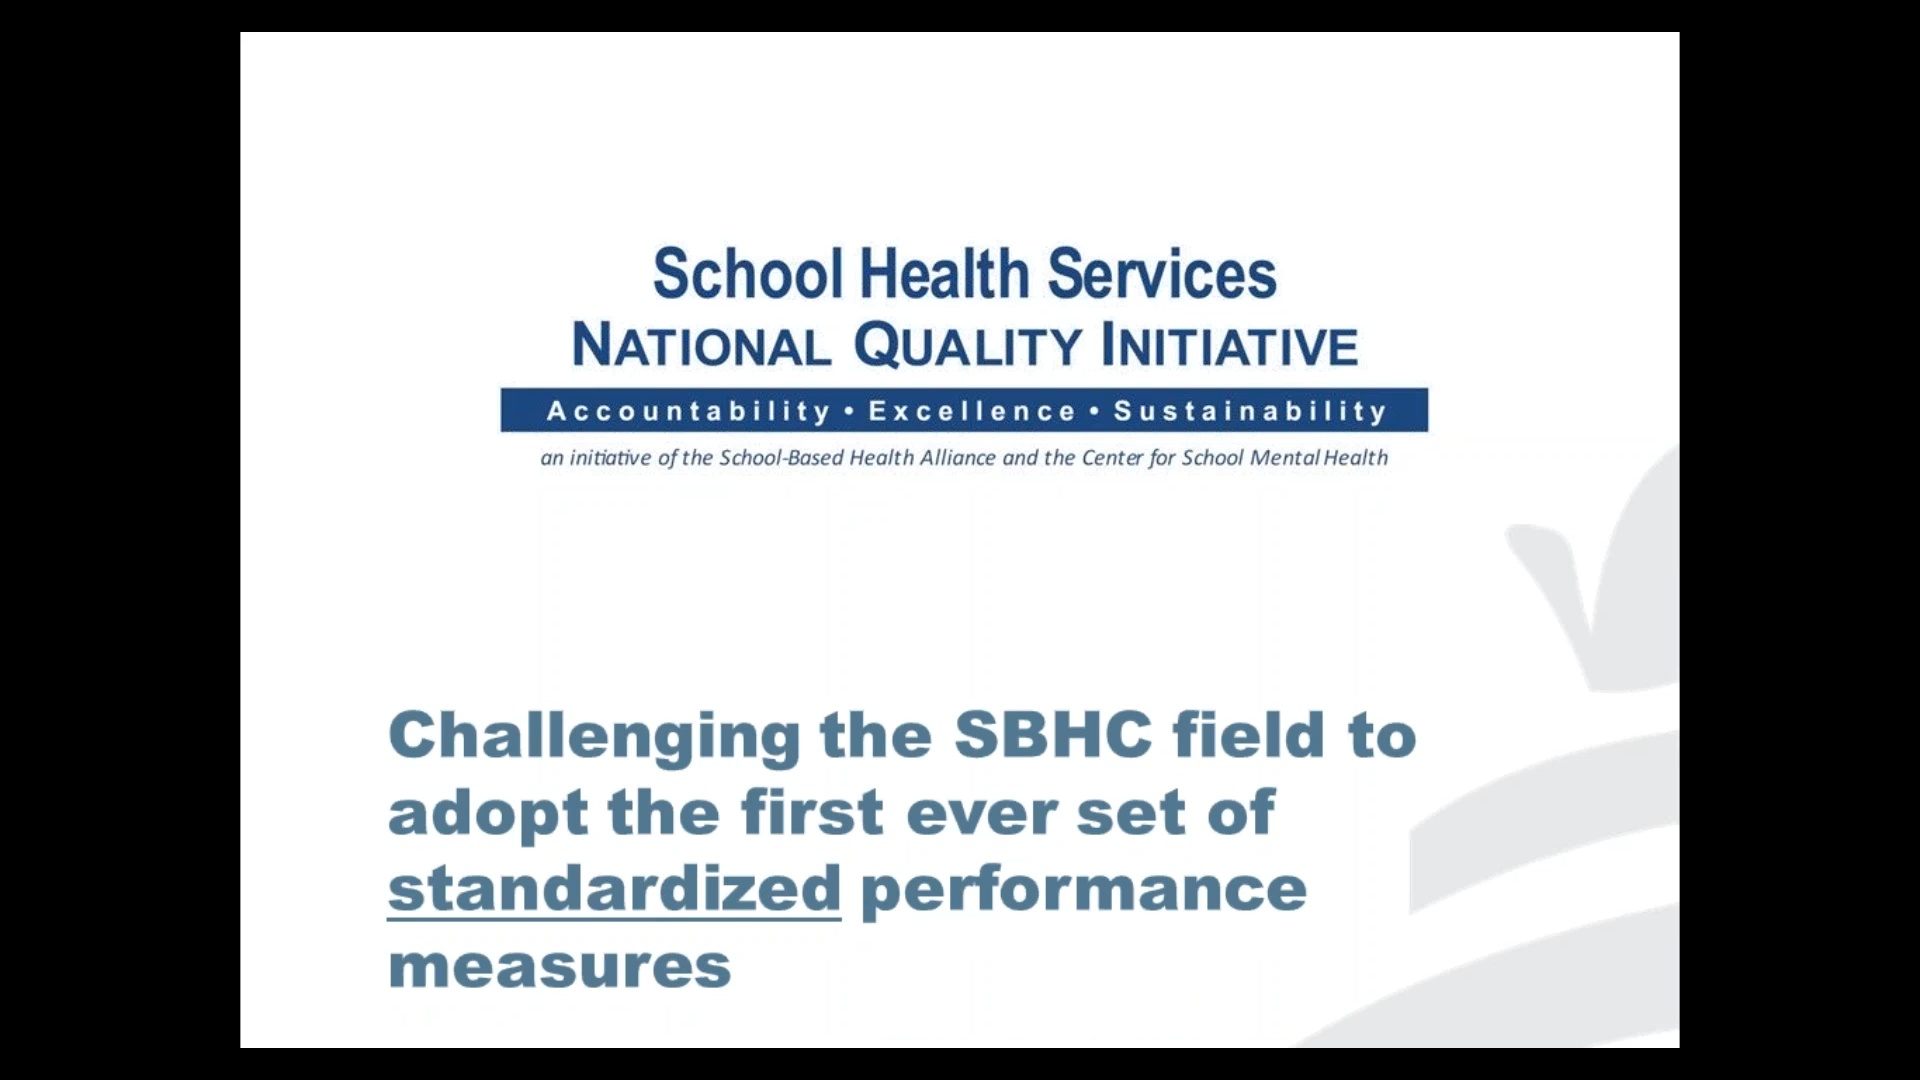 School Health Services
NATIONAL QUALITY INITIATIVE
Accountability • Excellence • Sustainability
an initiative of the School-Based Health Alliance and the Center for School Mental Health
Challenging the SBHC field to
adopt the first ever set of
standardized performance
measures